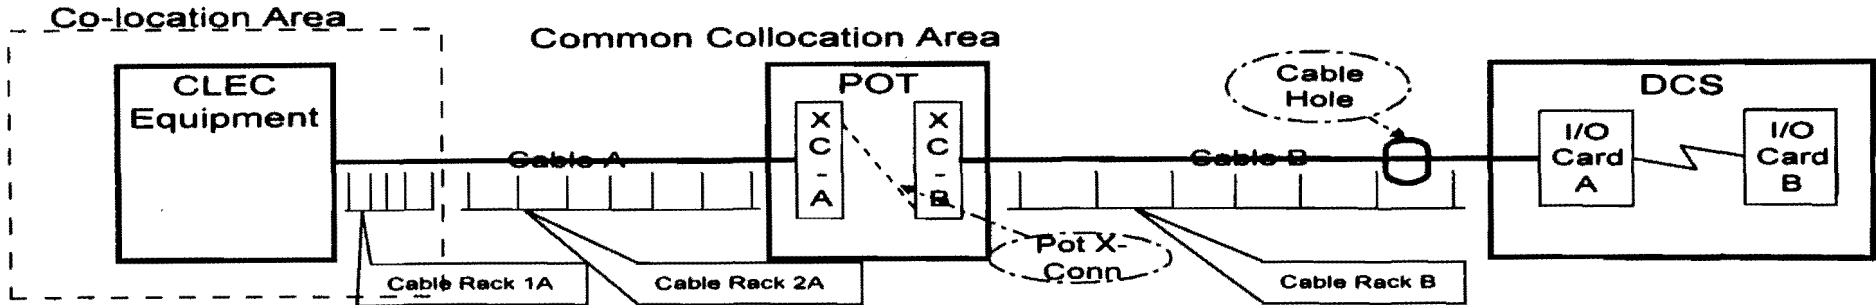 Co-location Area
Common Collocation Area
CLEC
Equipment
Cable A
POT
X
C
-
A
X
C
-
B
Cable B
Cable
Hole
DCS
I/O
Card
A
I/O
Card
B
Pot X-
Conn
Cable Rack 1A
Cable Rack 2A
Cable Rack B